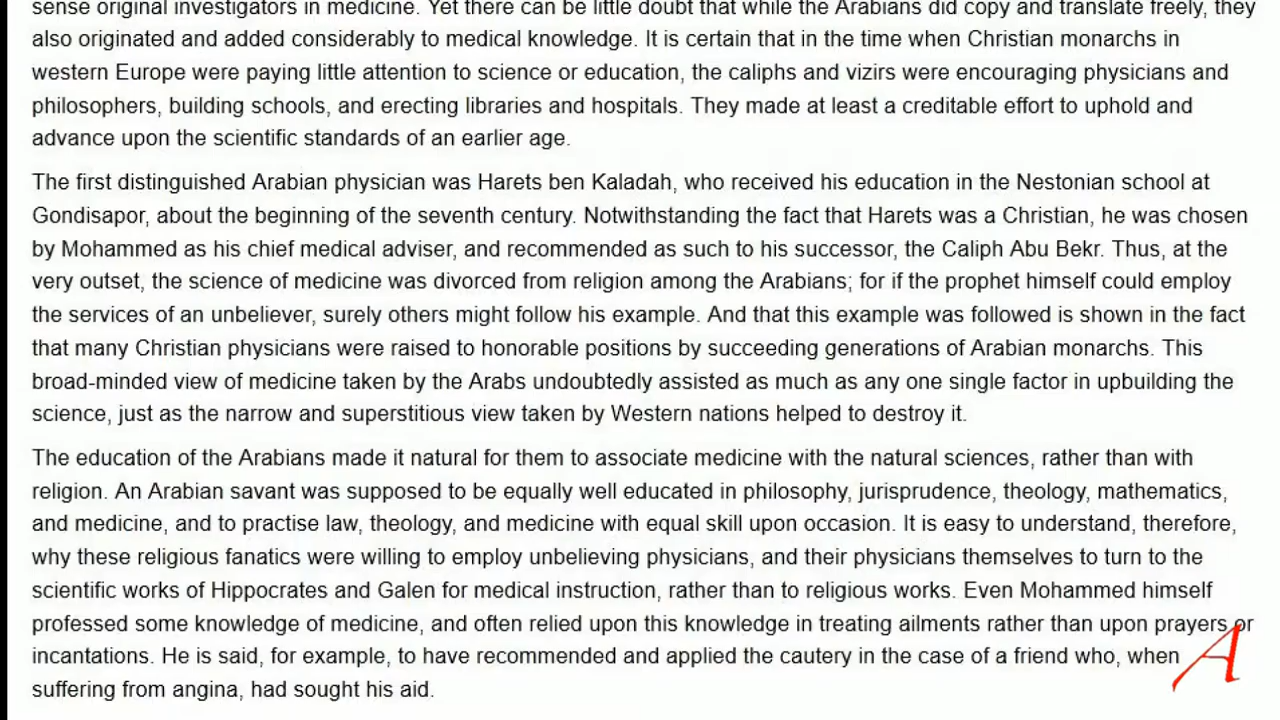 sense original investigators in medicine. Yet there can be little doubt that while the Arabians did copy and translate freely, they
also originated and added considerably to medical knowledge. It is certain that in the time when Christian monarchs in
western Europe were paying little attention to science or education, the caliphs and vizirs were encouraging physicians and
philosophers, building schools, and erecting libraries and hospitals. They made at least a creditable effort to uphold and
advance upon the scientific standards of an earlier age.
The first distinguished Arabian physician was Harets ben Kaladah, who received his education in the Nestonian school at
Gondisapor, about the beginning of the seventh century. Notwithstanding the fact that Harets was a Christian, he was chosen
by Mohammed as his chief medical adviser, and recommended as such to his successor, the Caliph Abu Bekr. Thus, at the
very outset, the science of medicine was divorced from religion among the Arabians; for if the prophet himself could employ
the services of an unbeliever, surely others might follow his example. And that this example was followed is shown in the fact
that many Christian physicians were raised to honorable positions by succeeding generations of Arabian monarchs. This
broad-minded view of medicine taken by the Arabs undoubtedly assisted as much as any one single factor in upbuilding the
science, just as the narrow and superstitious view taken by Western nations helped to destroy it.
The education of the Arabians made it natural for them to associate medicine with the natural sciences, rather than with
religion. An Arabian savant was supposed to be equally well educated in philosophy, jurisprudence, theology, mathematics,
and medicine, and to practise law, theology, and medicine with equal skill upon occasion. It is easy to understand, therefore,
why these religious fanatics were willing to employ unbelieving physicians, and their physicians themselves to turn to the
scientific works of Hippocrates and Galen for medical instruction, rather than to religious works. Even Mohammed himself
professed some knowledge of medicine, and often relied upon this knowledge in treating ailments rather than upon prayers or
incantations. He is said, for example, to have recommended and applied the cautery in the case of a friend who, when
suffering from angina, had sought his aid.
A